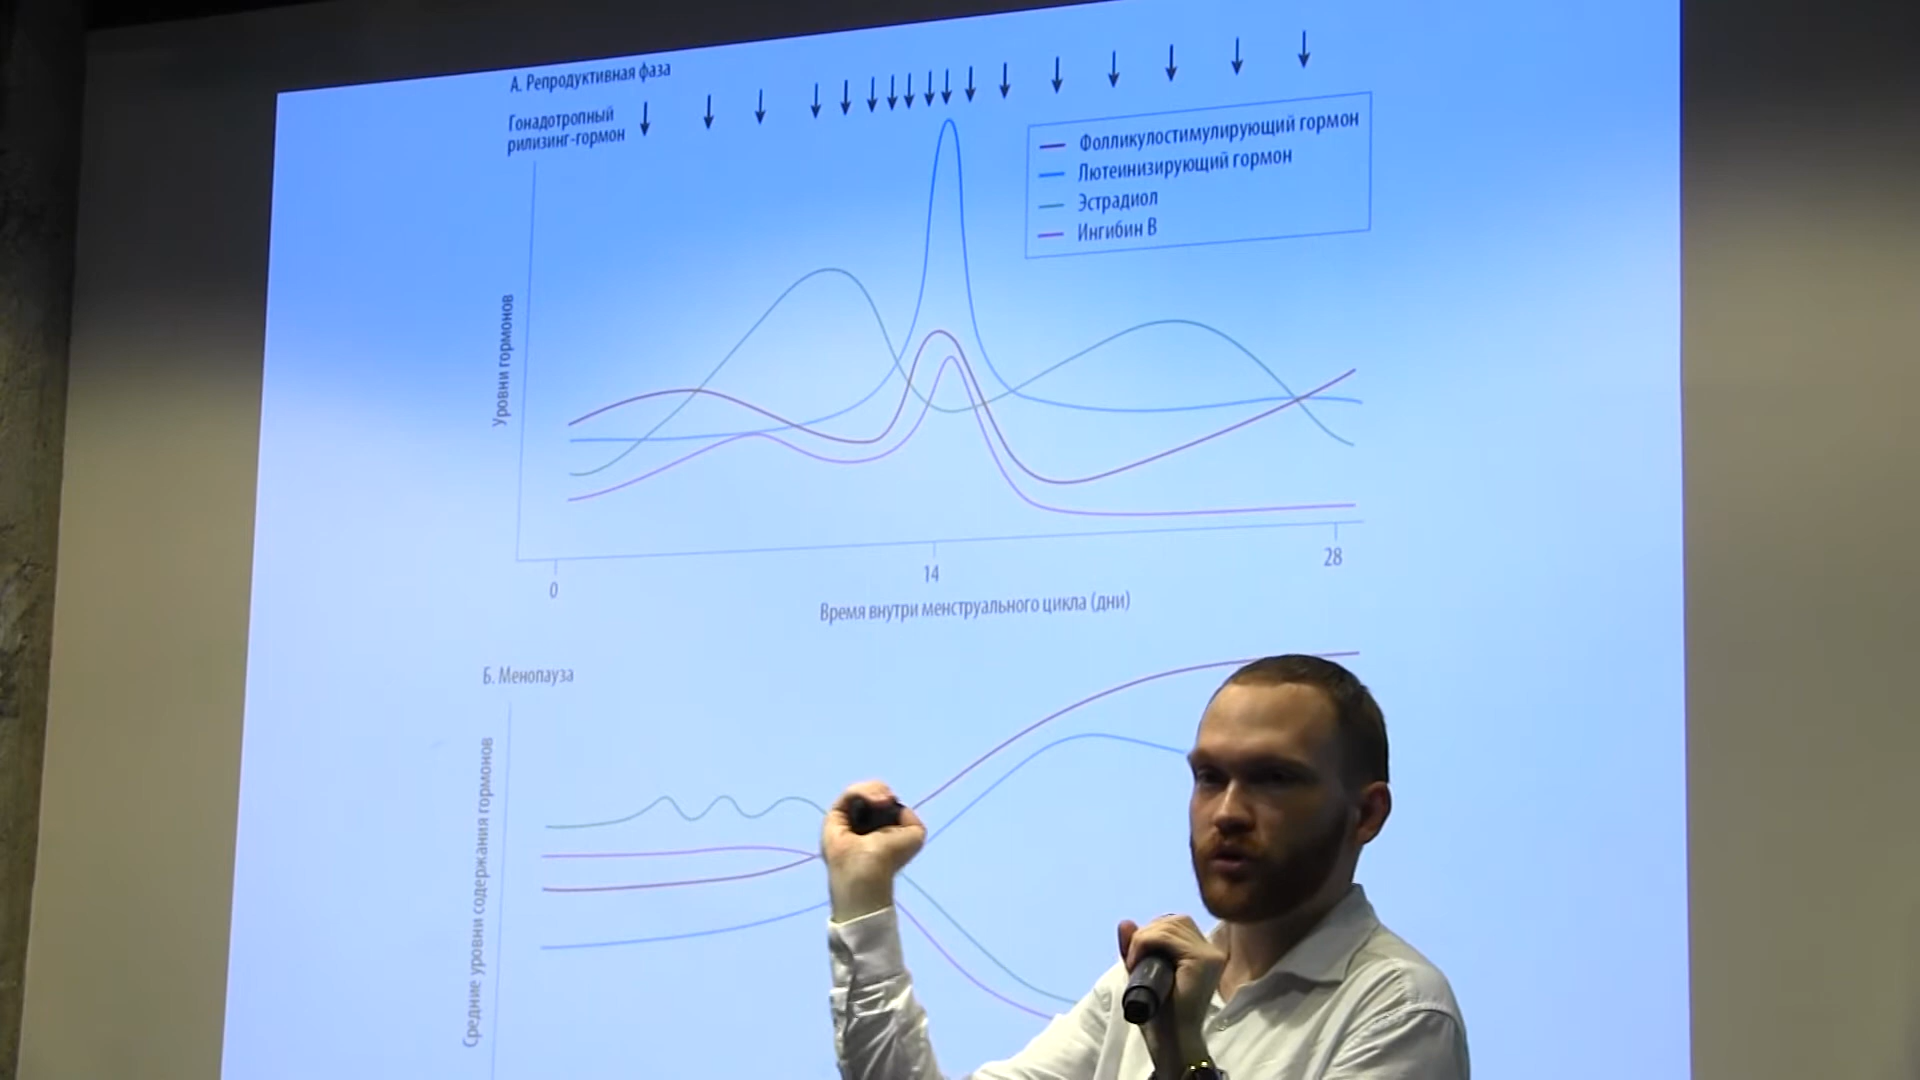 А. Репродуктивная фаза
Гонадотропный
рилизинг-гормон
Фолликулостимулирующий гормон
Лютеинизирующий гормон
Эстрадиол
Ингибин В
Уровни гормонов
0
14
28
Время внутри менструального цикла (дни)
Б. Менопауза
Средние уровни содержания гормонов